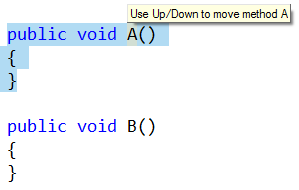 Use Up/Down to move method A
public void A()
{
}
public void B()
{
}